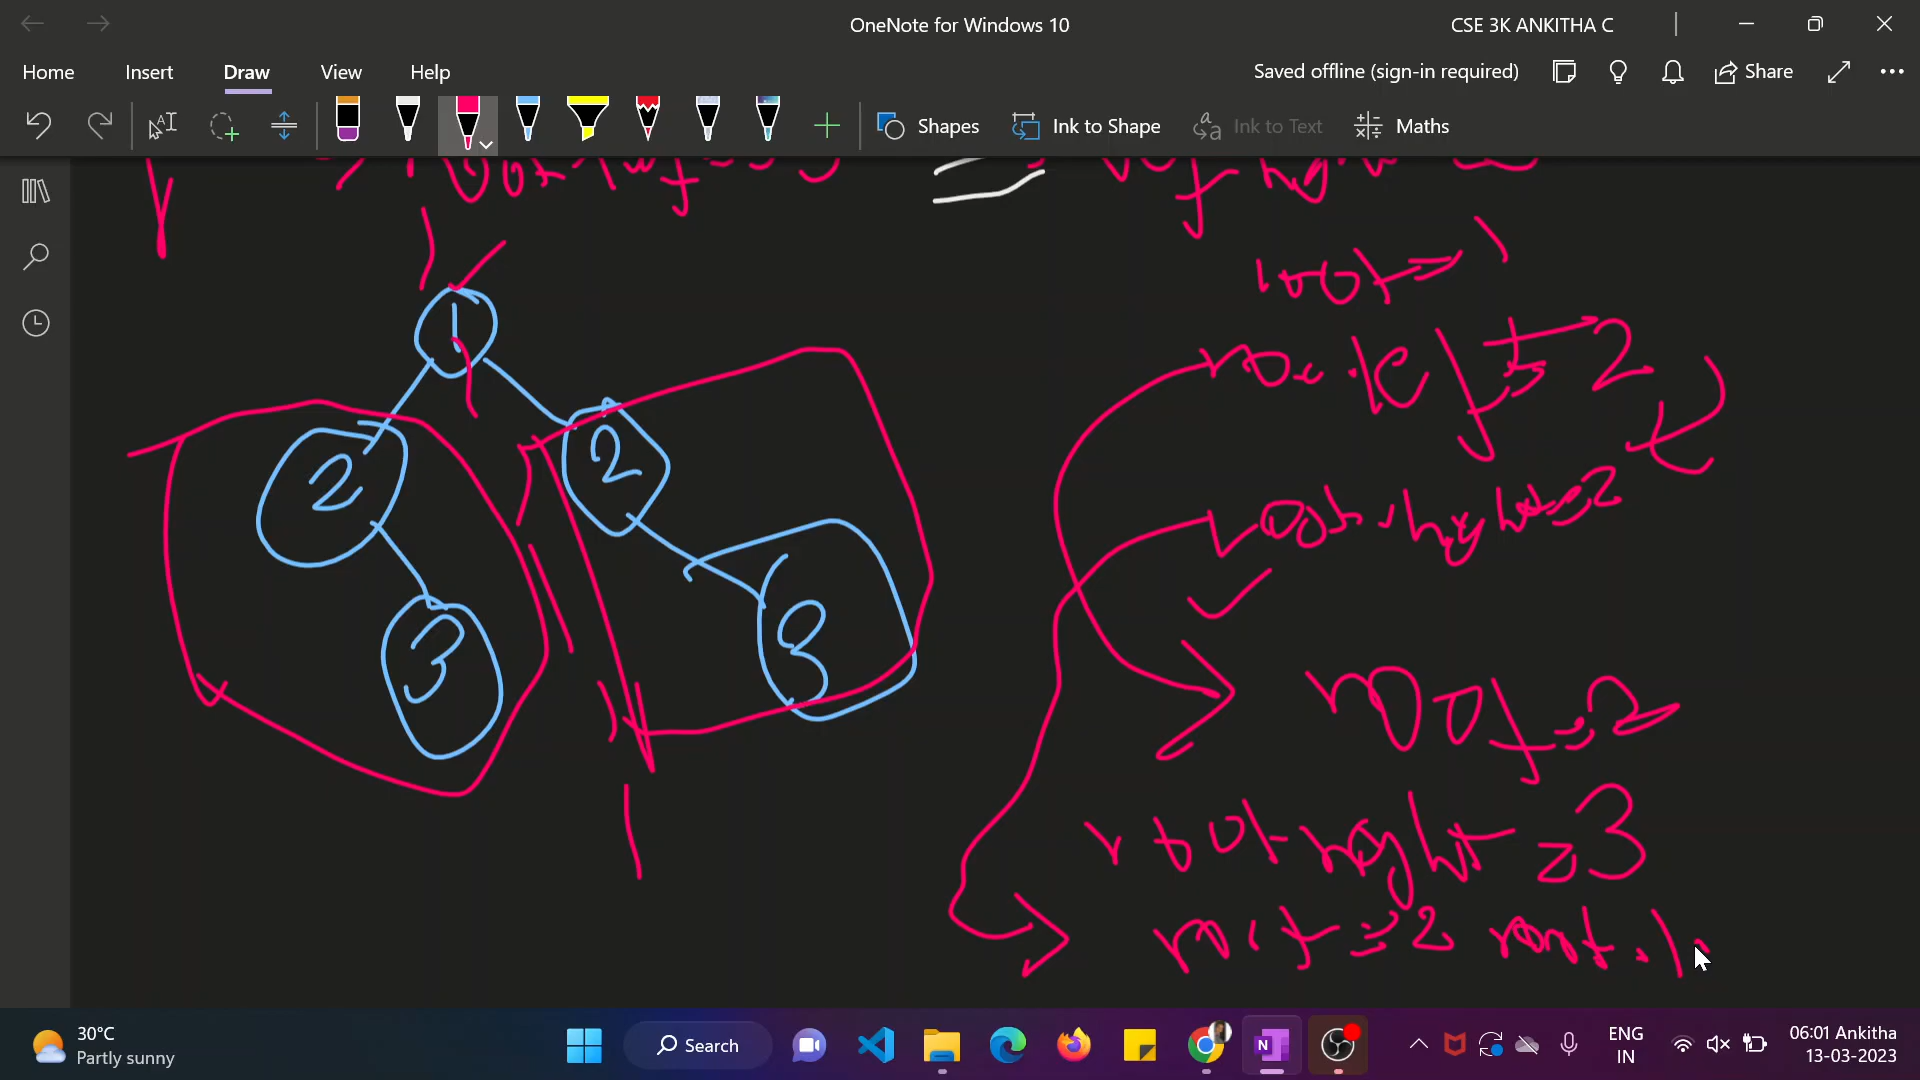 OneNote for Windows 10
CSE 3K ANKITHA C
Home Insert Draw View Help
Saved offline (sign-in required)
Share
Shapes
Ink to Shape
Ink to Text
Maths
root → 1
root.left = 2
root.right = 2
1
2
2
3
3
root = 2
root.right = 3
root = 2 root.l
30°C
Partly sunny
Search
ENG
IN
06:01 Ankitha
13-03-2023